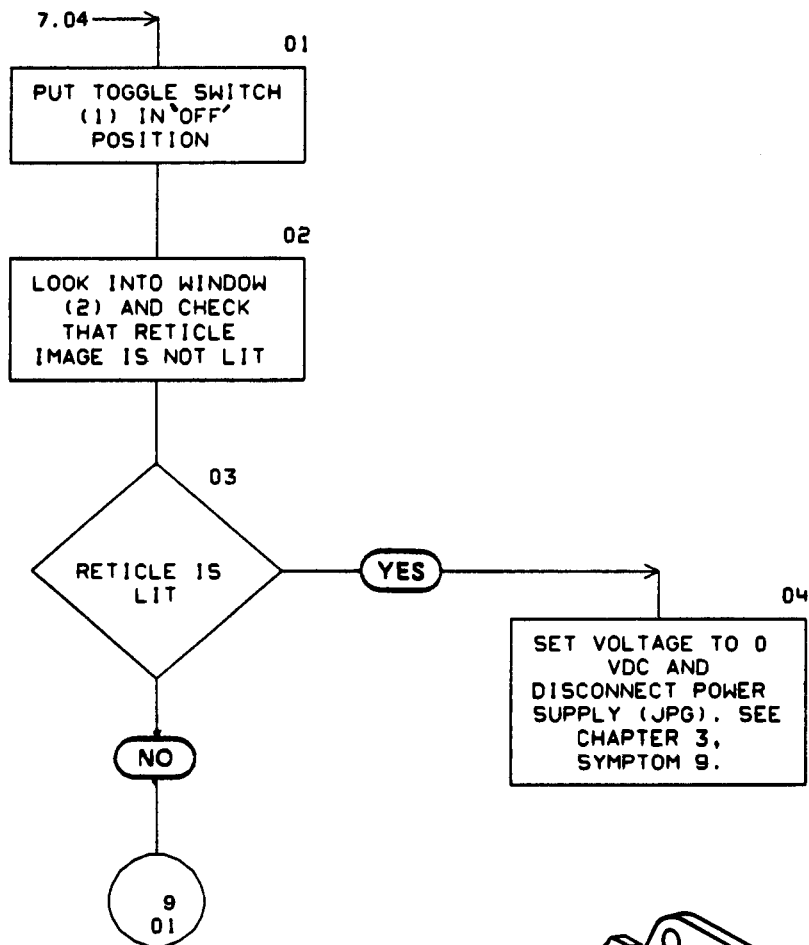 7.04
01
PUT TOGGLE SWITCH
(1) IN‵OFF′
POSITION
02
LOOK INTO WINDOW
(2) AND CHECK
THAT RETICLE
IMAGE IS NOT LIT
03
RETICLE IS
LIT
YES
04
SET VOLTAGE TO 0
VDC AND
DISCONNECT POWER
SUPPLY (JPG). SEE
CHAPTER 3,
SYMPTOM 9.
NO
9
01